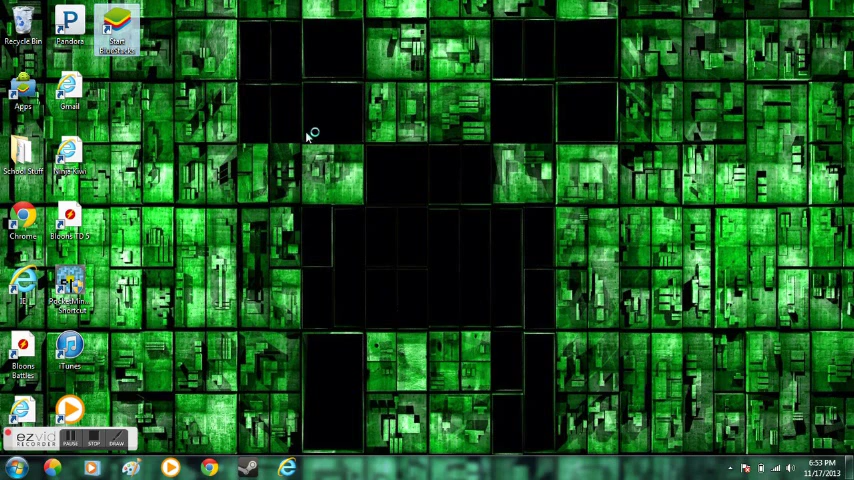 Recycle Bin
Pandora
Start
BlueStacks
Apps
Gmail
School Stuff
Ninja Kiwi
Chrome
Bloons TD 5
IE
PocketMin...
Shortcut
Bloons
Battles
iTunes
ezvid
RECORDER
PAUSE
STOP
DRAW
6:53 PM
11/17/2013